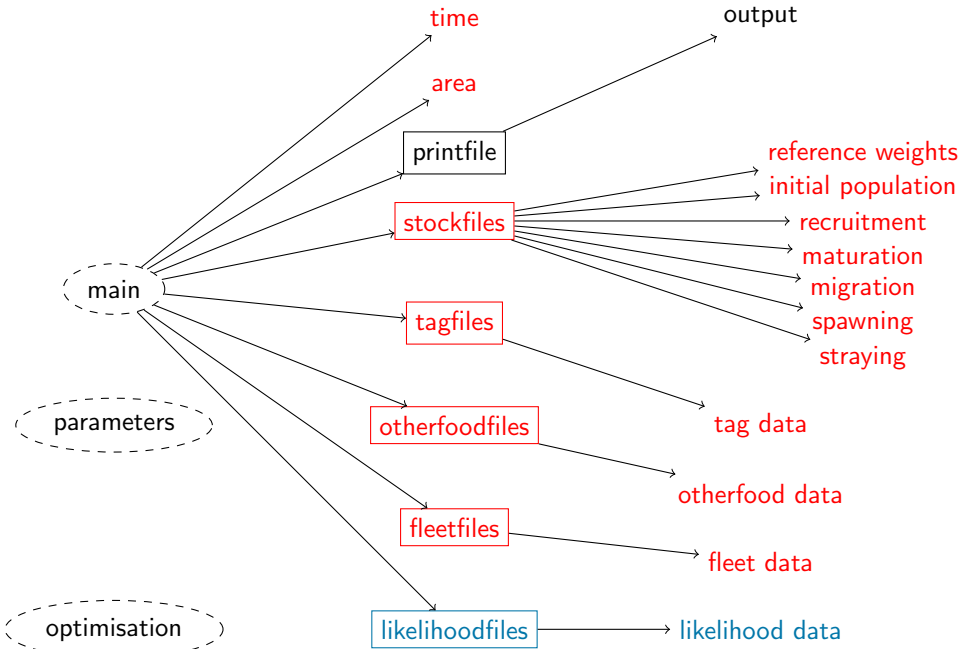 output
time
area
printfile
reference weights
initial population
stockfiles
recruitment
maturation
main
migration
tagfiles
spawning
straying
parameters
otherfoodfiles
tag data
otherfood data
fleetfiles
fleet data
optimisation
likelihoodfiles
likelihood data